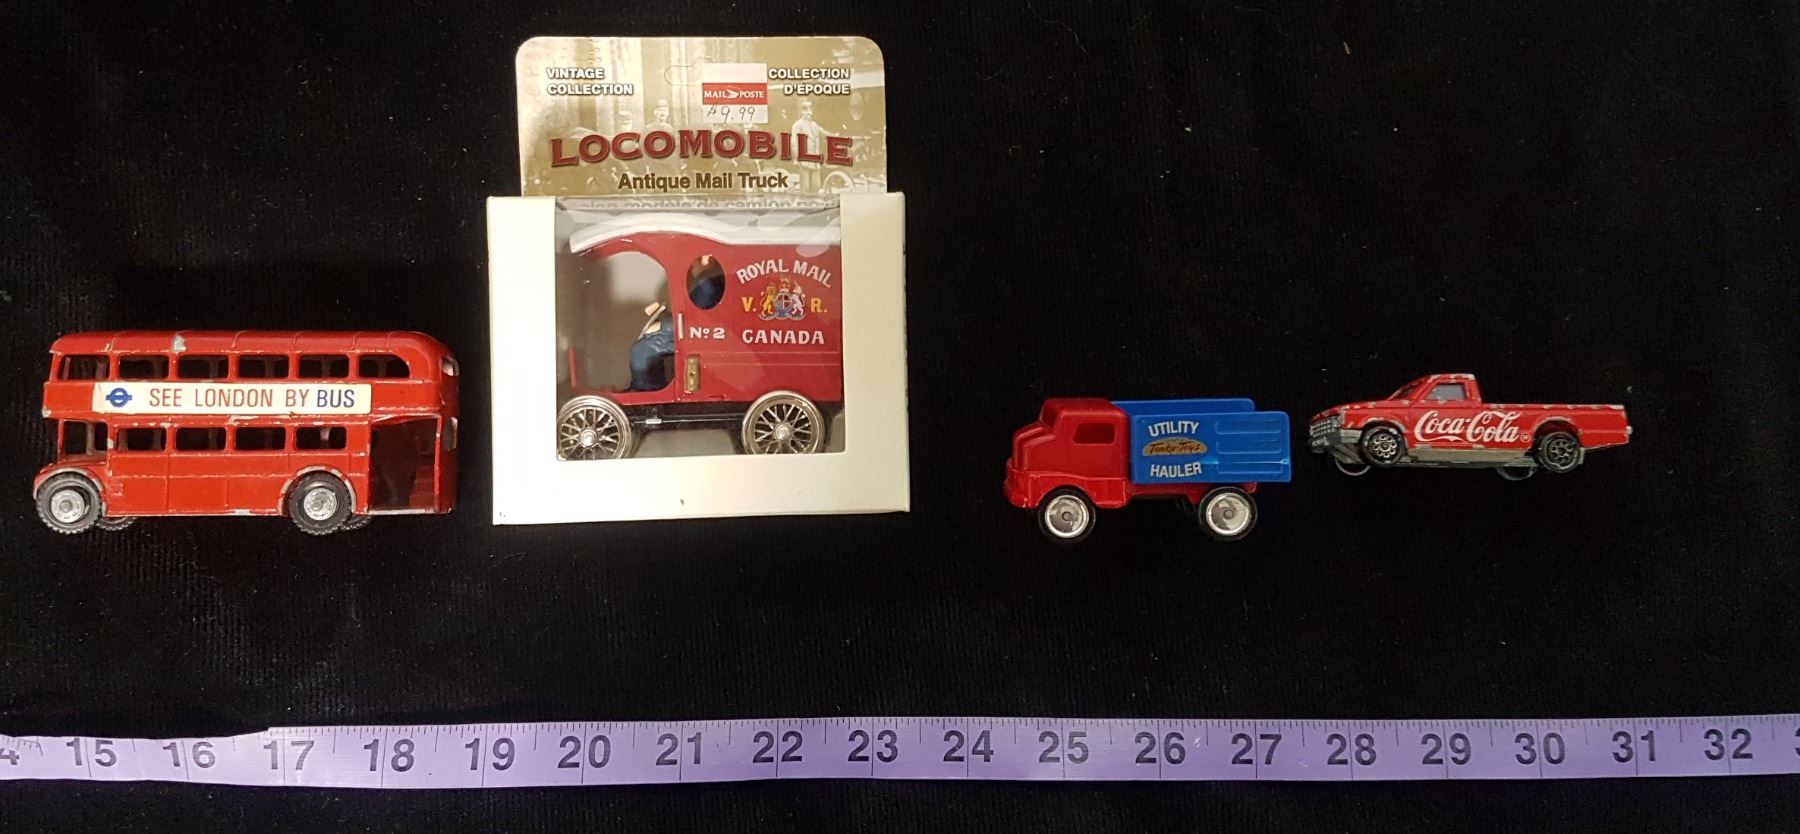 VINTAGE
COLLECTION
COLLECTION
D'ÉPOQUE
MAIL POSTE
$9.99
LOCOMOBILE
Antique Mail Truck
ROYAL MAIL
V. R.
Nº 2 CANADA
SEE LONDON BY BUS
UTILITY
Tonka Toys
HAULER
Coca-Cola®
15 16 17 18 19 20 21 22 23 24 25 26 27 28 29 30 31 32